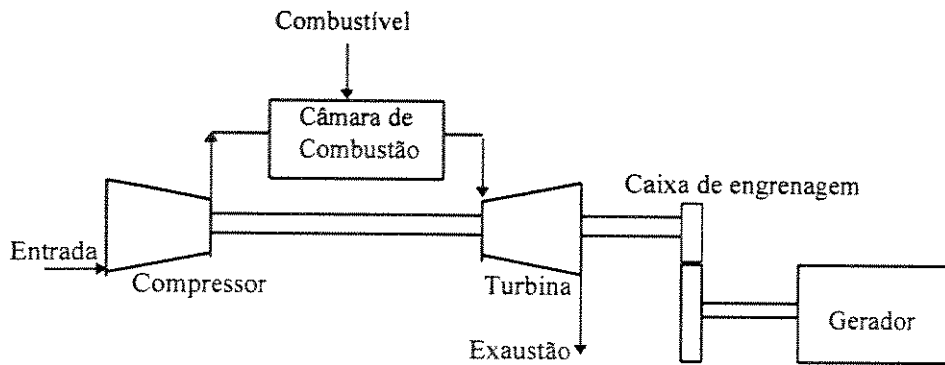 Combustível
Câmara de
Combustão
Caixa de engrenagem
Entrada
Compressor
Turbina
Gerador
Exaustão